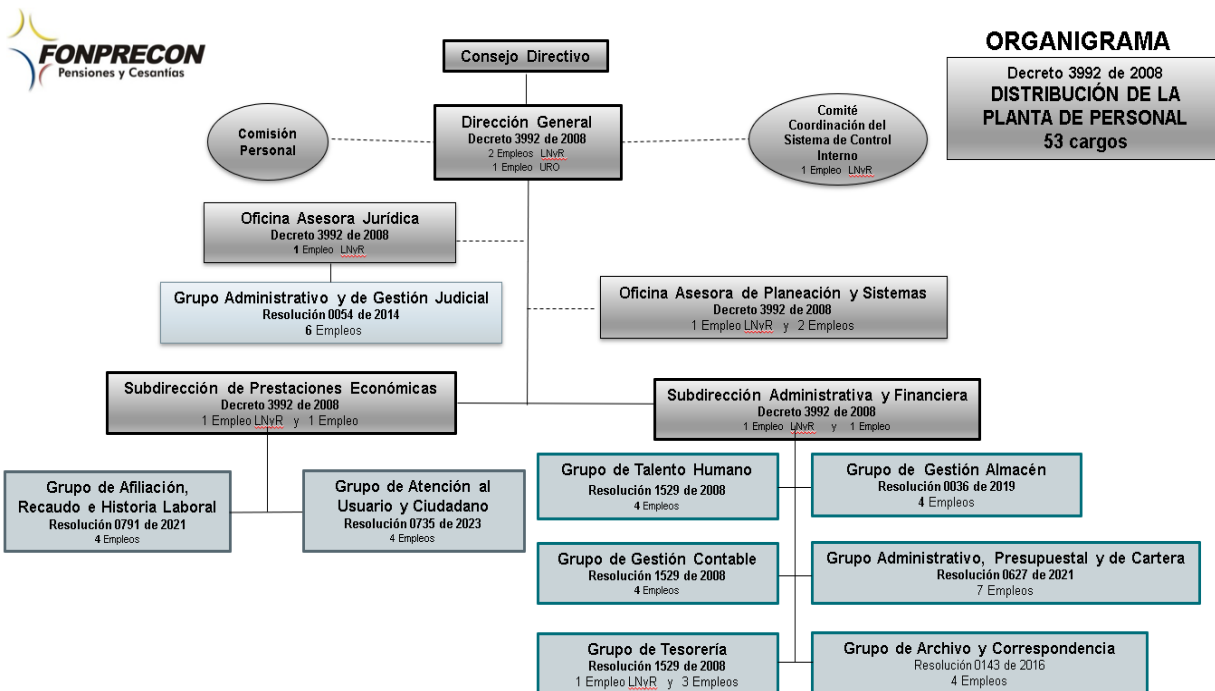 FONPRECON
Pensiones y Cesantías
ORGANIGRAMA
Decreto 3992 de 2008
DISTRIBUCIÓN DE LA
PLANTA DE PERSONAL
53 cargos
Consejo Directivo
Comisión
Personal
Dirección General
Decreto 3992 de 2008
2 Empleos LNyR
1 Empleo URO
Comité
Coordinación del
Sistema de Control
Interno
1 Empleo LNyR
Oficina Asesora Jurídica
Decreto 3992 de 2008
1 Empleo LNyR
Grupo Administrativo y de Gestión Judicial
Resolución 0054 de 2014
6 Empleos
Oficina Asesora de Planeación y Sistemas
Decreto 3992 de 2008
1 Empleo LNyR y 2 Empleos
Subdirección de Prestaciones Económicas
Decreto 3992 de 2008
1 Empleo LNyR y 1 Empleo
Subdirección Administrativa y Financiera
Decreto 3992 de 2008
1 Empleo LNyR y 1 Empleo
Grupo de Afiliación,
Recaudo e Historia Laboral
Resolución 0791 de 2021
4 Empleos
Grupo de Atención al
Usuario y Ciudadano
Resolución 0735 de 2023
4 Empleos
Grupo de Talento Humano
Resolución 1529 de 2008
4 Empleos
Grupo de Gestión Almacén
Resolución 0036 de 2019
4 Empleos
Grupo de Gestión Contable
Resolución 1529 de 2008
4 Empleos
Grupo Administrativo, Presupuestal y de Cartera
Resolución 0627 de 2021
7 Empleos
Grupo de Tesorería
Resolución 1529 de 2008
1 Empleo LNyR y 3 Empleos
Grupo de Archivo y Correspondencia
Resolución 0143 de 2016
4 Empleos